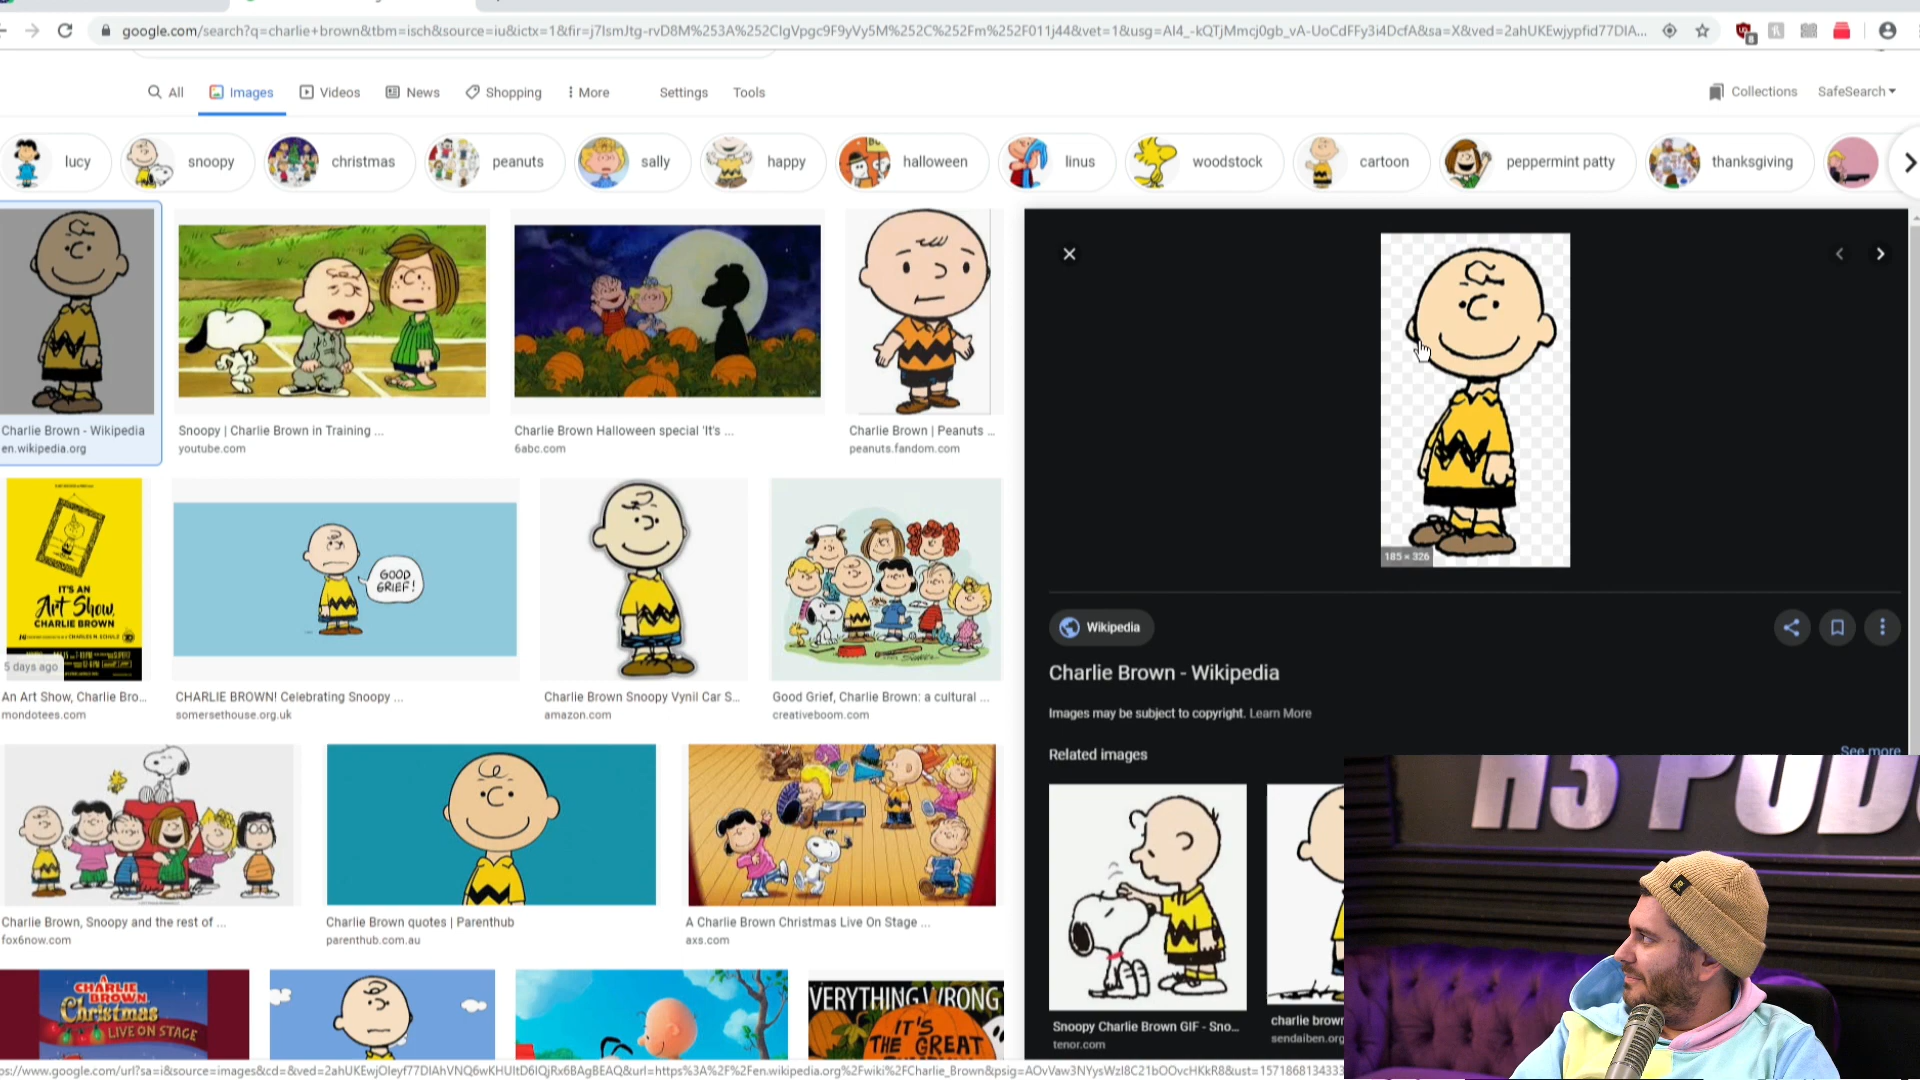 google.com/search?q=charlie+brown&tbm=isch&source=iu&ictx=1&fir=j7IsmJtg-rvD8M%253A%252CIgVpgc9F9yVy5M%252C%252Fm%252F011j44&vet=1&usg=AI4_-kQTjMmcj0gb_vA-UoCdFFy3i4DcfA&sa=X&ved=2ahUKEwjypfid77DIA...
All
Images
Videos
News
Shopping
More
Settings
Tools
Collections
SafeSearch
lucy
snoopy
christmas
peanuts
sally
happy
halloween
linus
woodstock
cartoon
peppermint patty
thanksgiving
Charlie Brown - Wikipedia
en.wikipedia.org
Snoopy | Charlie Brown in Training ...
youtube.com
Charlie Brown Halloween special 'It's ...
6abc.com
Charlie Brown | Peanuts ...
peanuts.fandom.com
IT'S AN
Art Show,
CHARLIE BROWN
5 days ago
GOOD
GRIEF!
An Art Show, Charlie Bro...
mondotees.com
CHARLIE BROWN! Celebrating Snoopy ...
somersethouse.org.uk
Charlie Brown Snoopy Vynil Car S...
amazon.com
Good Grief, Charlie Brown: a cultural ...
creativeboom.com
Charlie Brown, Snoopy and the rest of ...
fox6now.com
Charlie Brown quotes | Parenthub
parenthub.com.au
A Charlie Brown Christmas Live On Stage ...
axs.com
A
CHARLIE
BROWN
Christmas
LIVE ON STAGE
VERYTHING WRONG
IT'S
THE GREAT
185 × 326
Wikipedia
Charlie Brown - Wikipedia
Images may be subject to copyright. Learn More
Related images
See more
Snoopy Charlie Brown GIF - Sno...
tenor.com
charlie brown
sendaiben.org
H3 POD